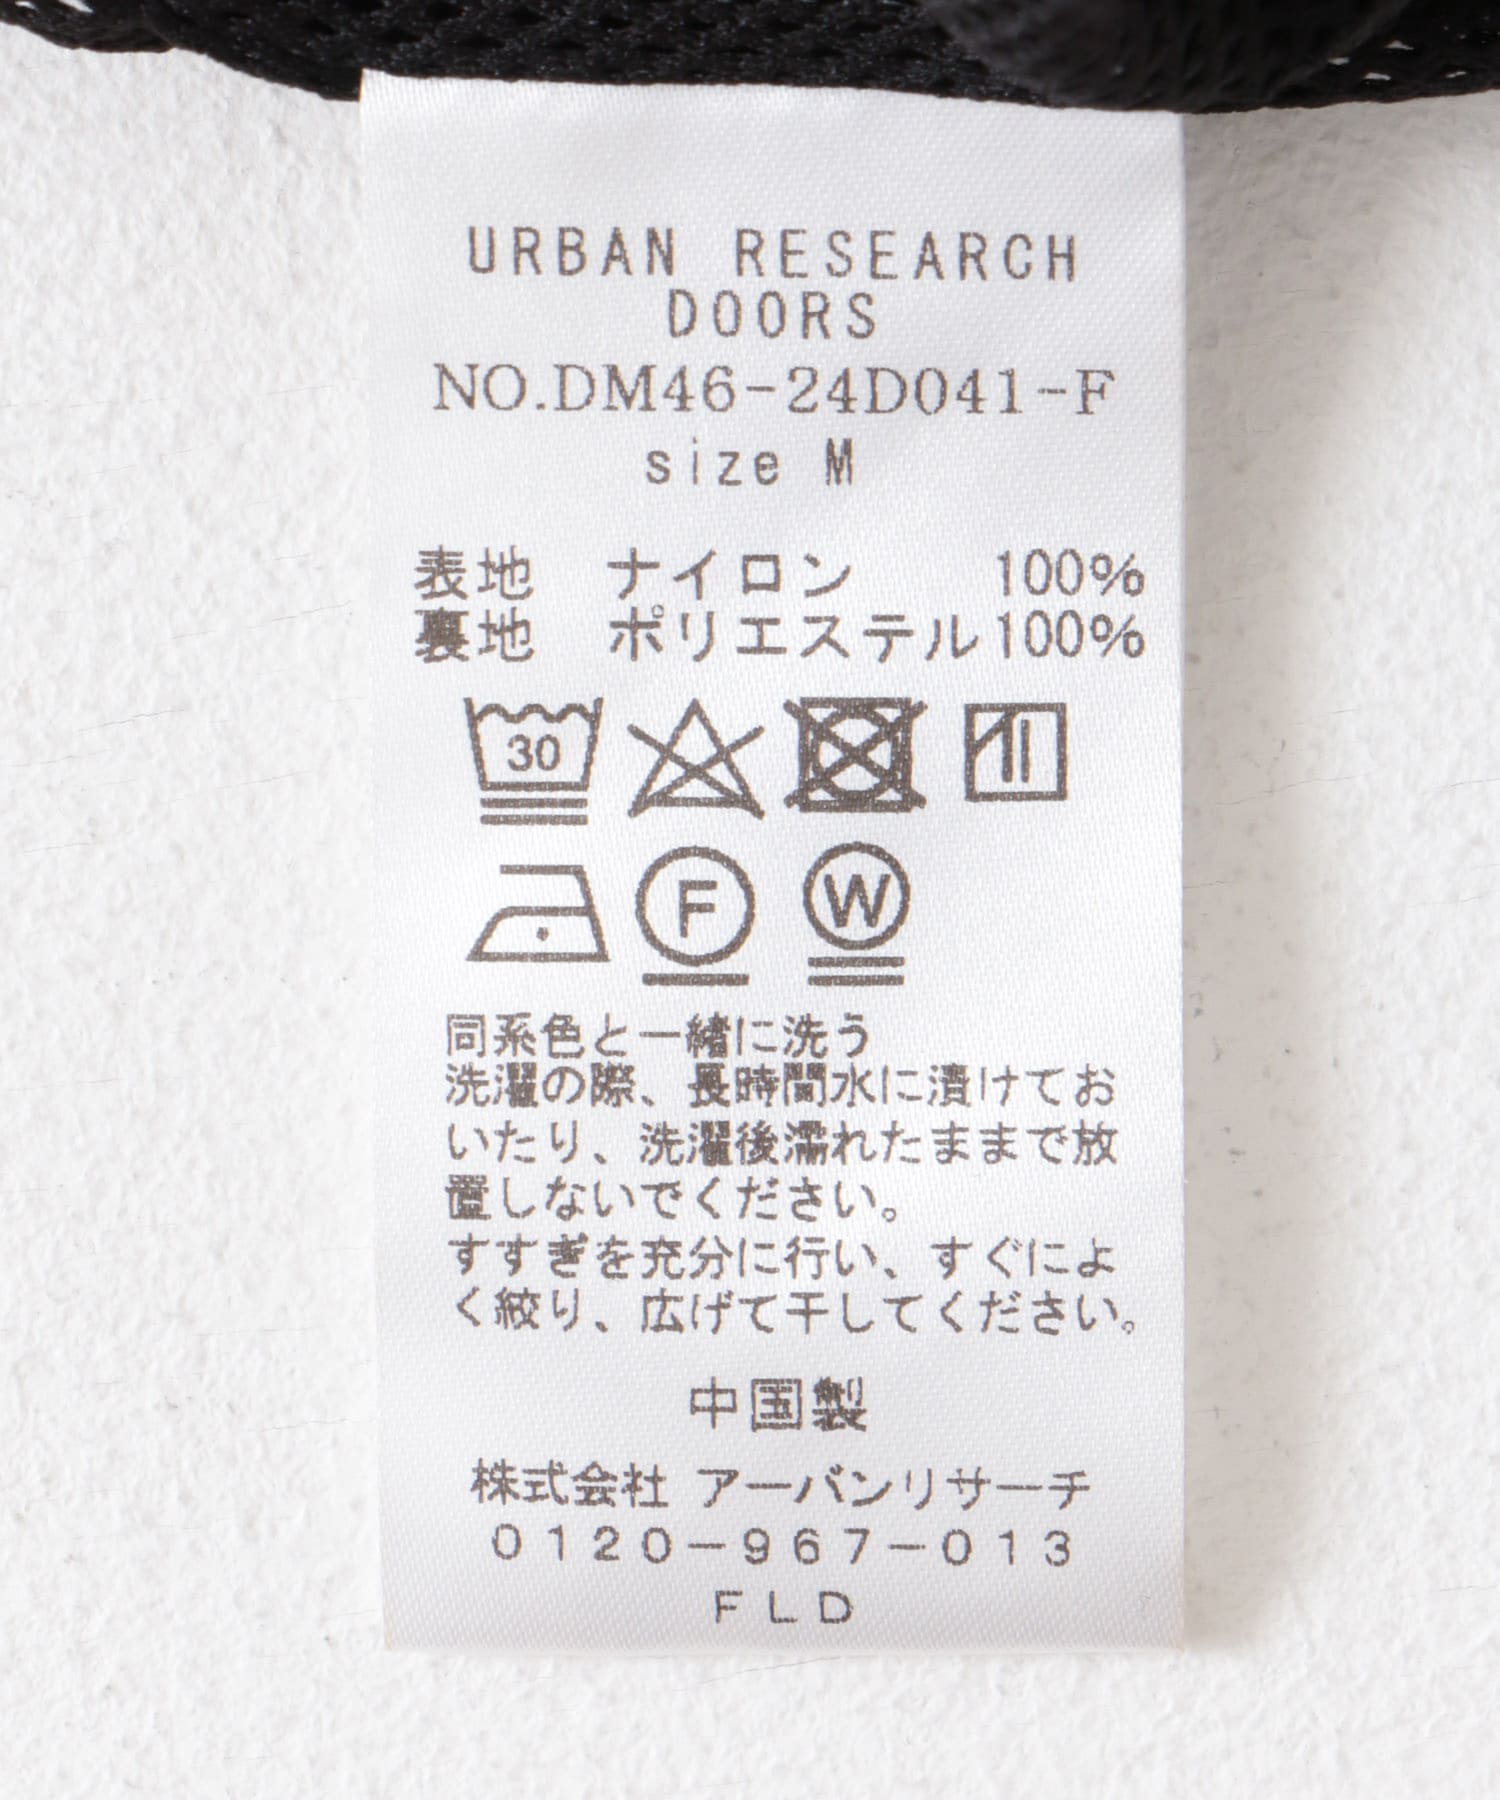 URBAN RESEARCH
DOORS
NO.DM46-24D041-F
size M
表地 ナイロン 100%
裏地 ポリエステル100%
30
F W
同系色と一緒に洗う
洗濯の際、長時間水に漬けてお
いたり、洗濯後濡れたままで放
置しないでください。
すすぎを充分に行い、すぐによ
く絞り、広げて干してください。
中国製
株式会社 アーバンリサーチ
0120-967-013
FLD